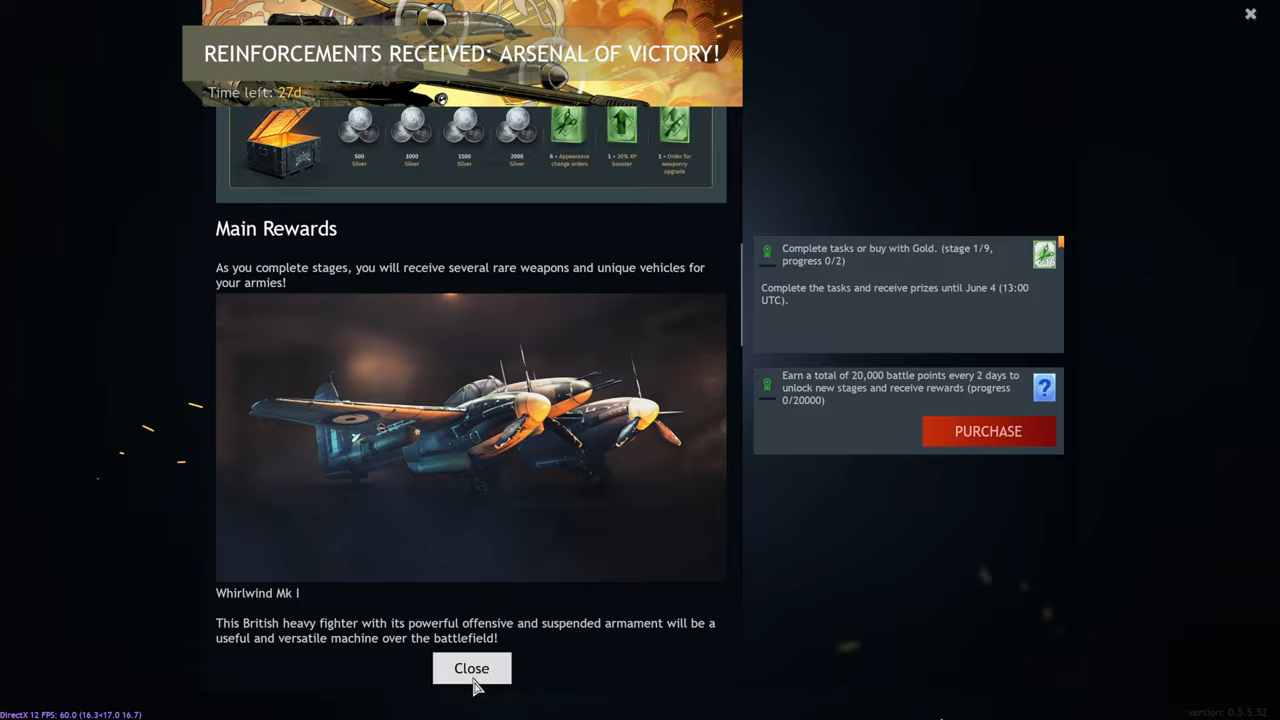 REINFORCEMENTS RECEIVED: ARSENAL OF VICTORY!
Time left: 27d
500
Silver
1000
Silver
1500
Silver
2000
Silver
6 × Appearance
change orders
1 × 30% XP
booster
1 × Order for
weaponry
upgrade
Main Rewards
As you complete stages, you will receive several rare weapons and unique vehicles for
your armies!
Whirlwind Mk I
This British heavy fighter with its powerful offensive and suspended armament will be a
useful and versatile machine over the battlefield!
Close
Complete tasks or buy with Gold. (stage 1/9,
progress 0/2)
Complete the tasks and receive prizes until June 4 (13:00
UTC).
Earn a total of 20,000 battle points every 2 days to
unlock new stages and receive rewards (progress
0/20000)
?
PURCHASE
DirectX 12 FPS: 60.0 (16.3<17.0 16.7)
version: 0.5.5.52